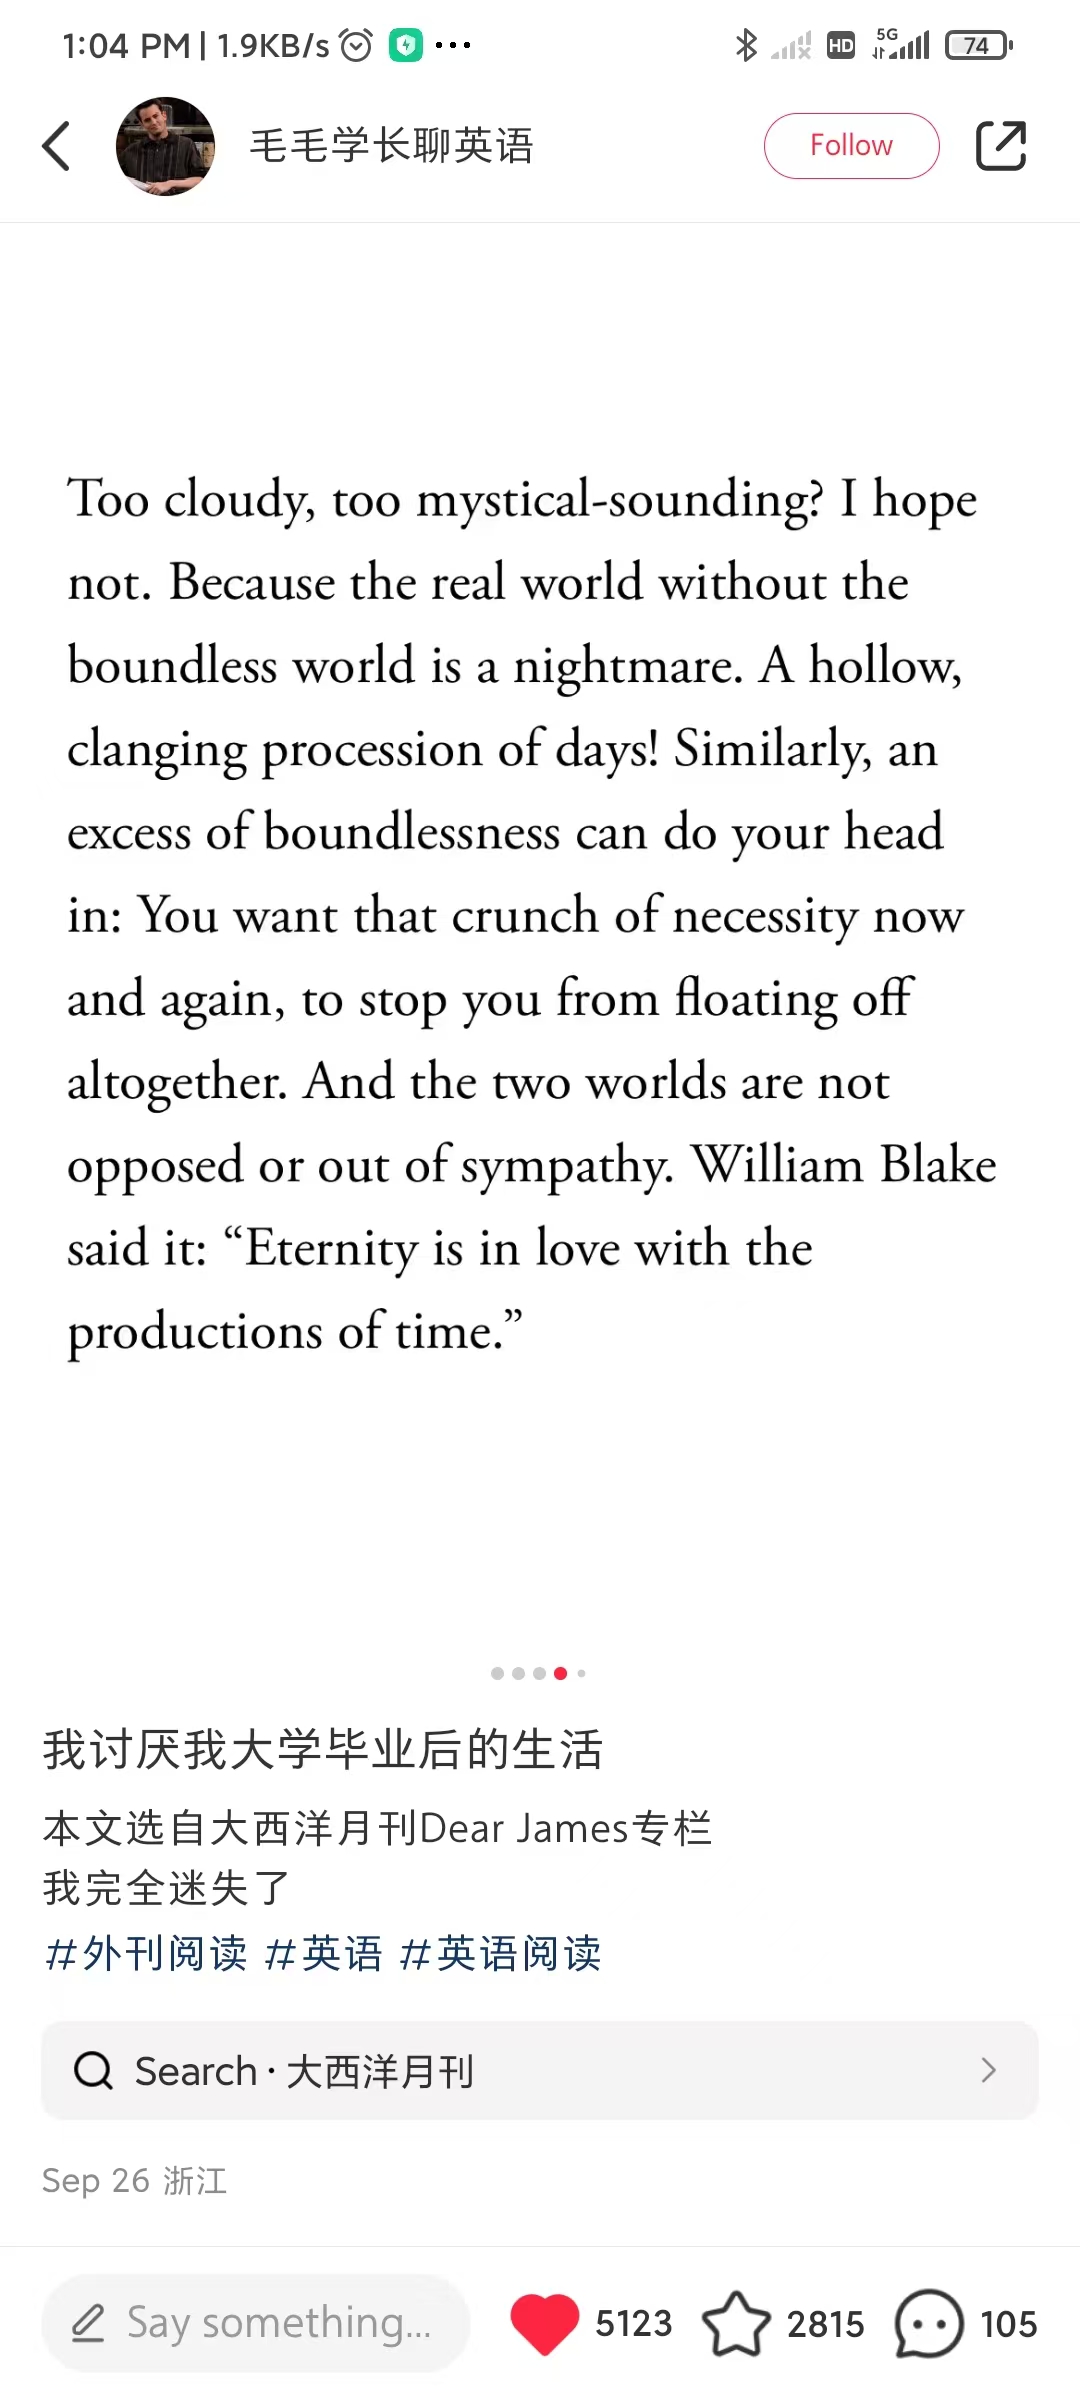 1:04 PM | 1.9KB/s ...
HD 5G 74
毛毛学长聊英语
Follow
Too cloudy, too mystical-sounding? I hope
not. Because the real world without the
boundless world is a nightmare. A hollow,
clanging procession of days! Similarly, an
excess of boundlessness can do your head
in: You want that crunch of necessity now
and again, to stop you from floating off
altogether. And the two worlds are not
opposed or out of sympathy. William Blake
said it: “Eternity is in love with the
productions of time.”
我讨厌我大学毕业后的生活
本文选自大西洋月刊Dear James专栏
我完全迷失了
#外刊阅读 #英语 #英语阅读
Search · 大西洋月刊
Sep 26 浙江
Say something...
5123
2815
105